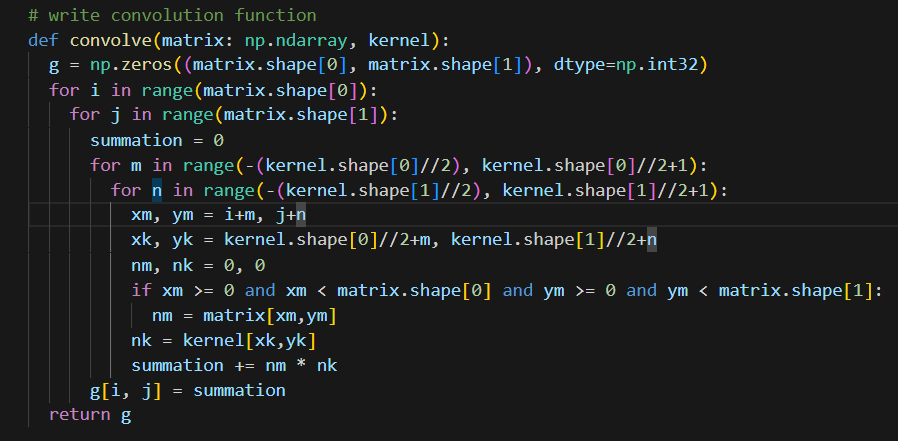 # write convolution function
def convolve(matrix: np.ndarray, kernel):
  g = np.zeros((matrix.shape[0], matrix.shape[1]), dtype=np.int32)
  for i in range(matrix.shape[0]):
    for j in range(matrix.shape[1]):
      summation = 0
      for m in range(-(kernel.shape[0]//2), kernel.shape[0]//2+1):
        for n in range(-(kernel.shape[1]//2), kernel.shape[1]//2+1):
          xm, ym = i+m, j+n
          xk, yk = kernel.shape[0]//2+m, kernel.shape[1]//2+n
          nm, nk = 0, 0
          if xm >= 0 and xm < matrix.shape[0] and ym >= 0 and ym < matrix.shape[1]:
            nm = matrix[xm,ym]
          nk = kernel[xk,yk]
          summation += nm * nk
      g[i, j] = summation
  return g